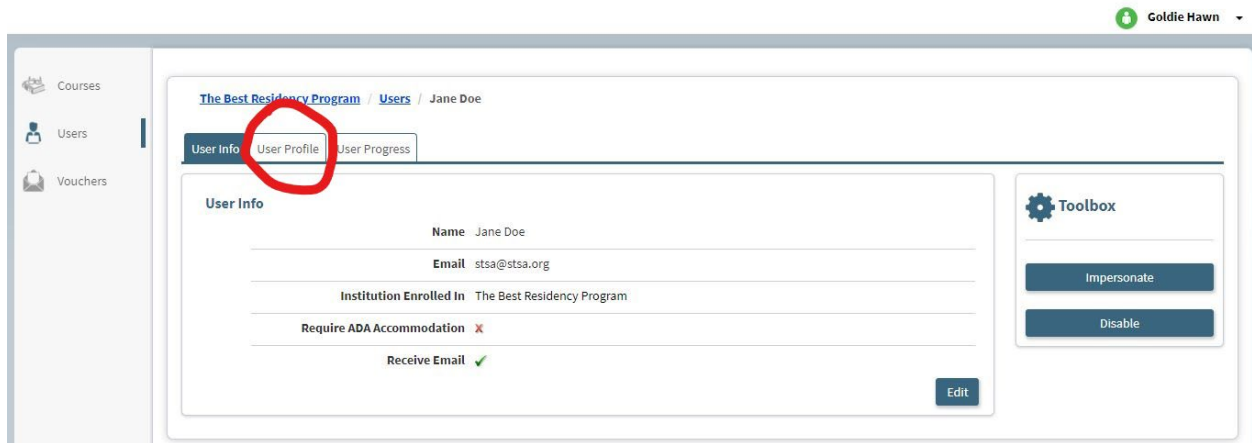 Goldie Hawn
Courses
Users
Vouchers
The Best Residency Program / Users / Jane Doe
User Info User Profile User Progress
User Info
Name Jane Doe
Email stsa@stsa.org
Institution Enrolled In The Best Residency Program
Require ADA Accommodation X
Receive Email ✓
Edit
Toolbox
Impersonate
Disable